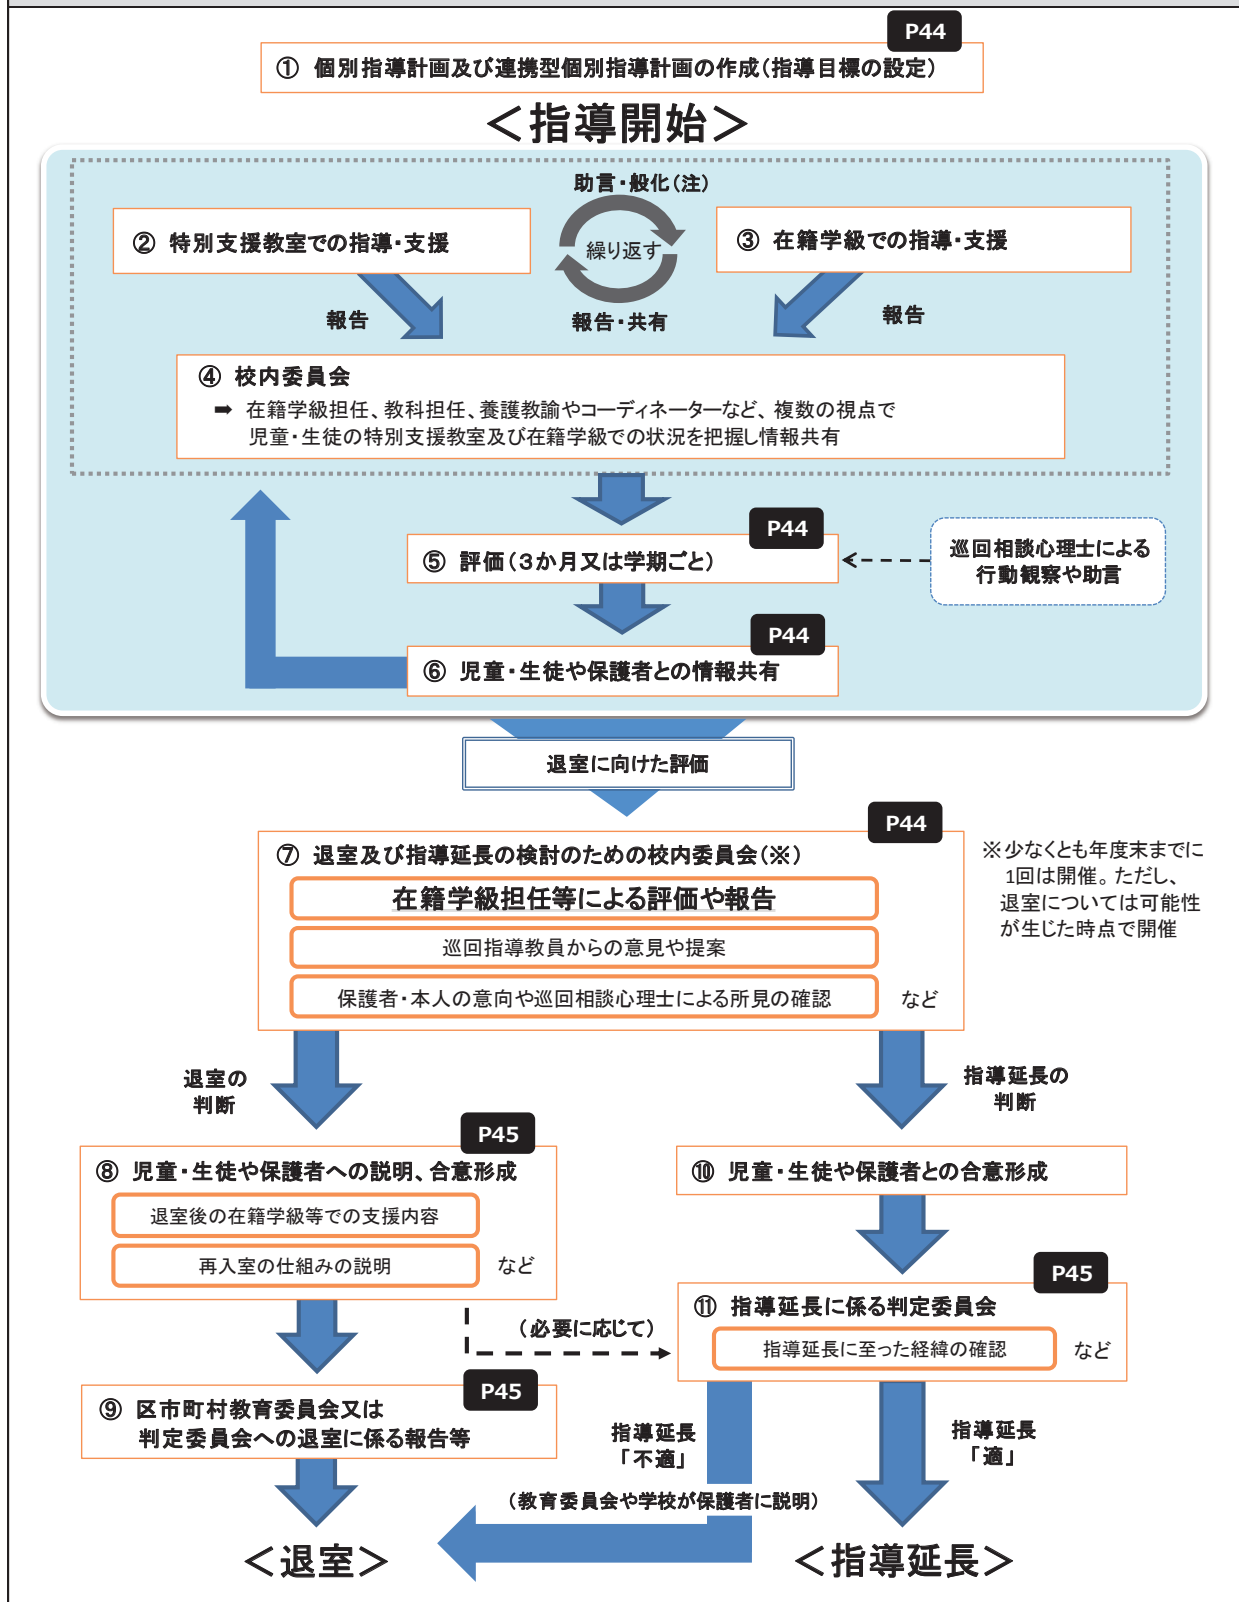 P44
① 個別指導計画及び連携型個別指導計画の作成(指導目標の設定)
＜指導開始＞
助言・般化(注)
② 特別支援教室での指導・支援
繰り返す
③ 在籍学級での指導・支援
報告
報告・共有
報告
④ 校内委員会
➡ 在籍学級担任、教科担任、養護教諭やコーディネーターなど、複数の視点で
児童・生徒の特別支援教室及び在籍学級での状況を把握し情報共有
P44
⑤ 評価(3か月又は学期ごと)
巡回相談心理士による
行動観察や助言
P44
⑥ 児童・生徒や保護者との情報共有
退室に向けた評価
P44
⑦ 退室及び指導延長の検討のための校内委員会(※)
在籍学級担任等による評価や報告
巡回指導教員からの意見や提案
保護者・本人の意向や巡回相談心理士による所見の確認
など
※少なくとも年度末までに
1回は開催。ただし、
退室については可能性
が生じた時点で開催
退室の
判断
指導延長の
判断
P45
⑧ 児童・生徒や保護者への説明、合意形成
退室後の在籍学級等での支援内容
再入室の仕組みの説明
など
⑩ 児童・生徒や保護者との合意形成
P45
⑪ 指導延長に係る判定委員会
指導延長に至った経緯の確認
など
(必要に応じて)
P45
⑨ 区市町村教育委員会又は
判定委員会への退室に係る報告等
指導延長
「不適」
指導延長
「適」
(教育委員会や学校が保護者に説明)
＜退室＞
＜指導延長＞